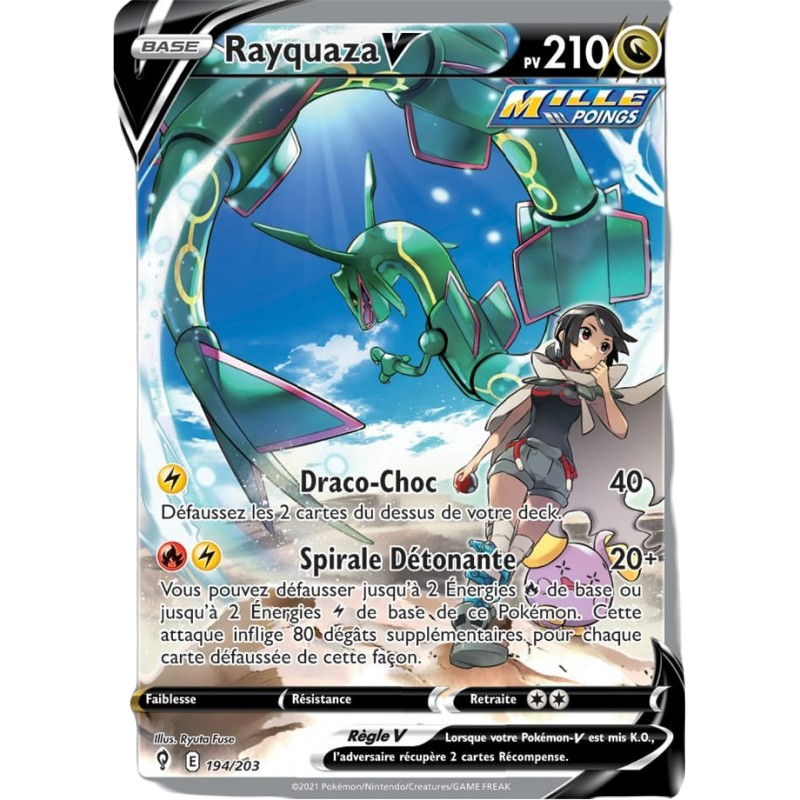 BASE Rayquaza V PV 210
MILLE
POINGS
Draco-Choc 40
Défaussez les 2 cartes du dessus de votre deck.
Spirale Détonante 20+
Vous pouvez défausser jusqu'à 2 Énergies de base ou
jusqu'à 2 Énergies de base de ce Pokémon. Cette
attaque inflige 80 dégâts supplémentaires pour chaque
carte défaussée de cette façon.
Faiblesse Résistance Retraite
Illus. Ryuta Fuse
Règle V Lorsque votre Pokémon-V est mis K.O.,
l'adversaire récupère 2 cartes Récompense.
E 194/203
©2021 Pokémon/Nintendo/Creatures/GAME FREAK